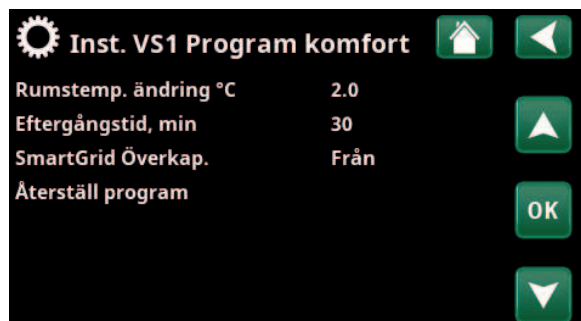 Inst. VS1 Program komfort
Rumstemp. ändring °C 2.0
Eftergångstid, min 30
SmartGrid Överkap. Från
Återställ program
OK